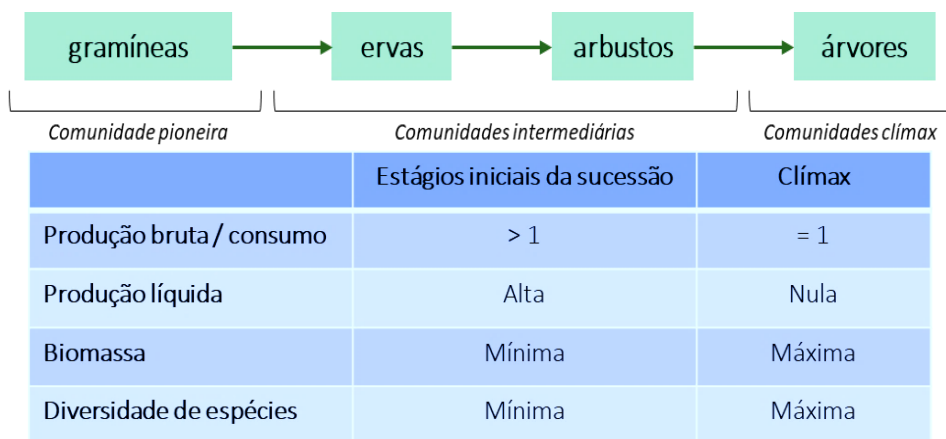 gramíneas ervas arbustos árvores
Comunidade pioneira Comunidades intermediárias Comunidades clímax
Estágios iniciais da sucessão Clímax
Produção bruta / consumo > 1 = 1
Produção líquida Alta Nula
Biomassa Mínima Máxima
Diversidade de espécies Mínima Máxima